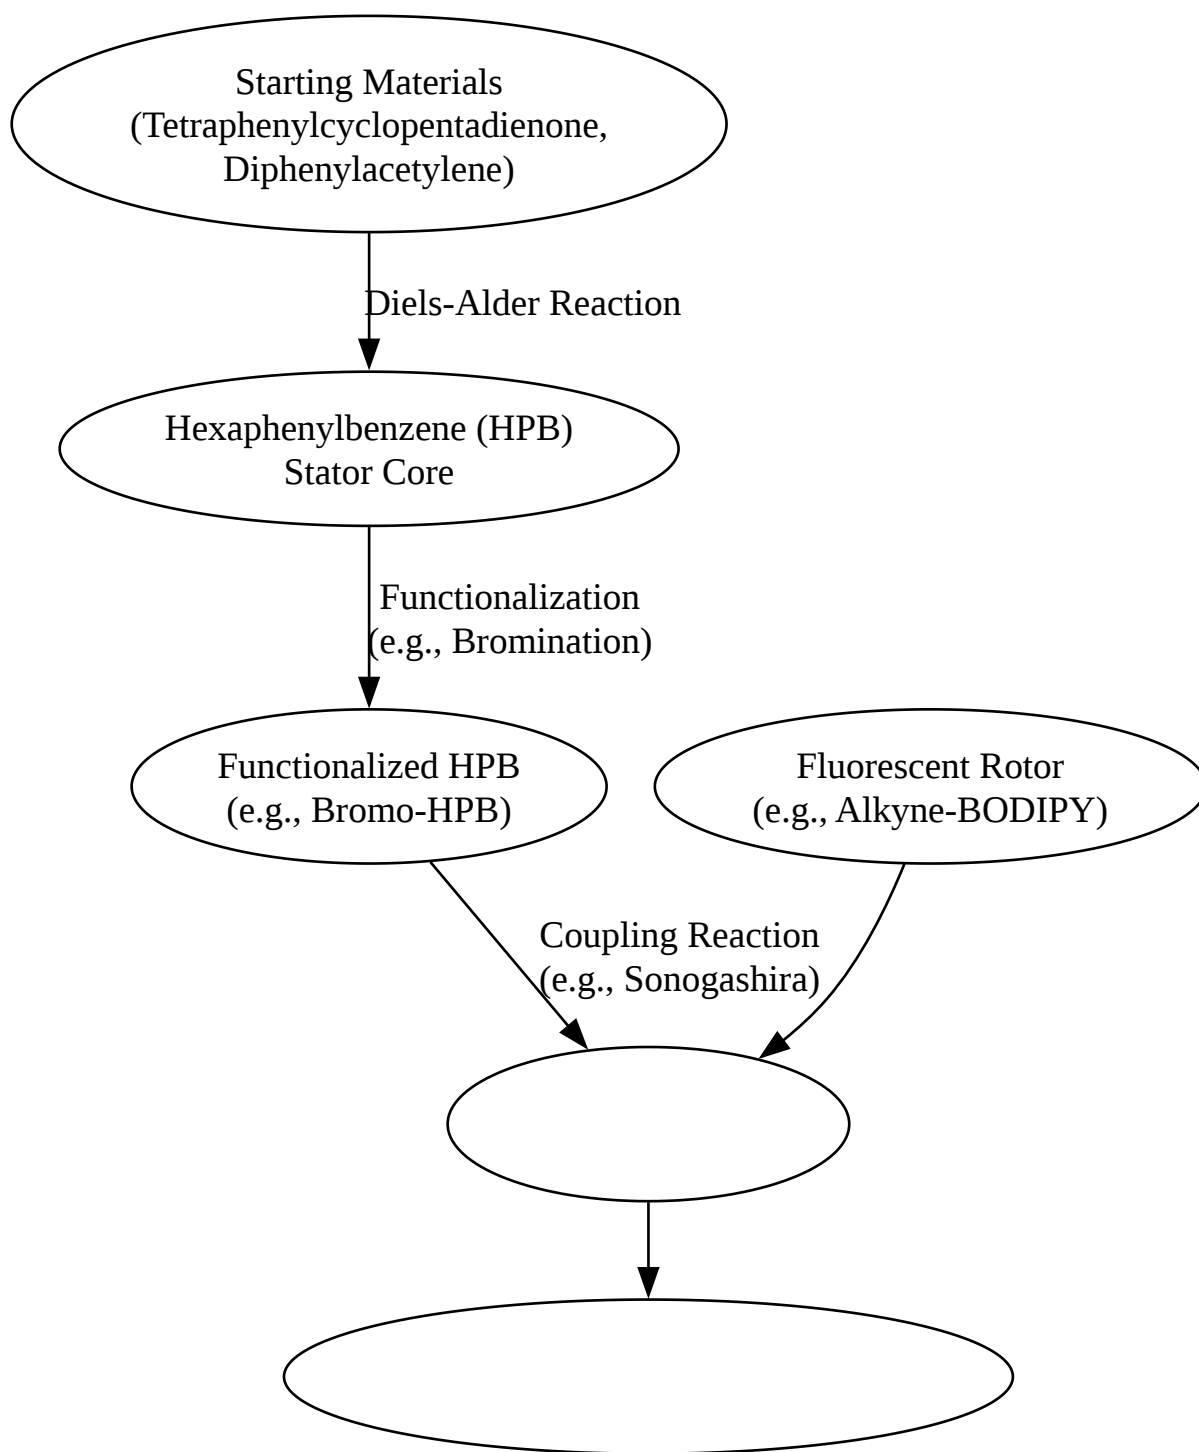 Starting Materials
(Tetraphenylcyclopentadienone,
Diphenylacetylene)
Diels-Alder Reaction
Hexaphenylbenzene (HPB)
Stator Core
Functionalization
(e.g., Bromination)
Functionalized HPB
(e.g., Bromo-HPB)
Fluorescent Rotor
(e.g., Alkyne-BODIPY)
Coupling Reaction
(e.g., Sonogashira)